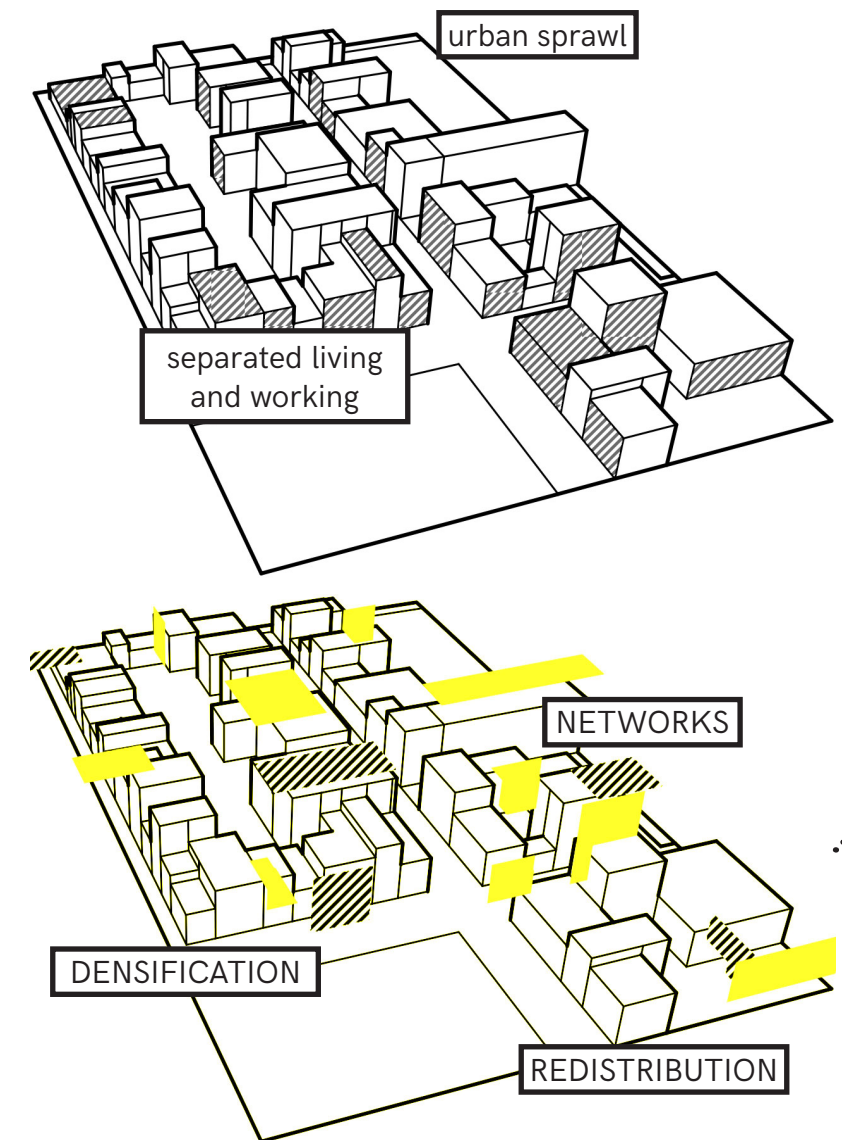 urban sprawl
separated living
and working
NETWORKS
DENSIFICATION
REDISTRIBUTION